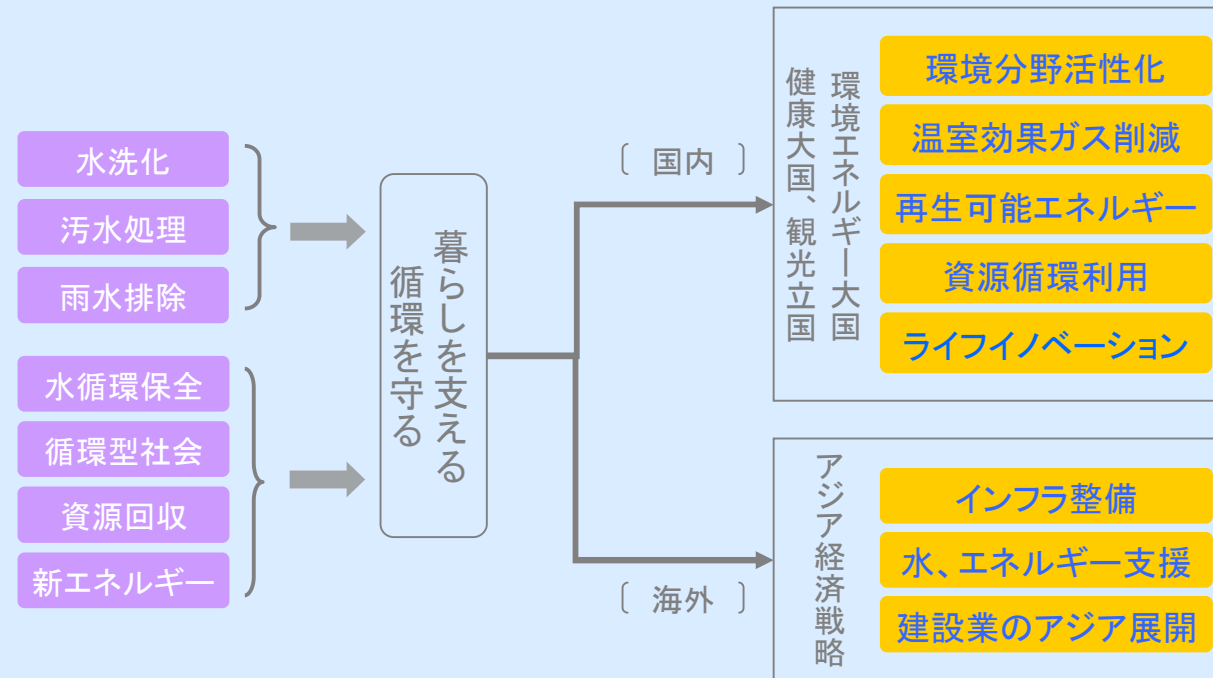 水洗化
汚水処理
雨水排除
水循環保全
循環型社会
資源回収
新エネルギー
暮らしを支える
循環を守る
〔 国内 〕
環境エネルギー大国
健康大国、観光立国
環境分野活性化
温室効果ガス削減
再生可能エネルギー
資源循環利用
ライフイノベーション
〔 海外 〕
アジア経済戦略
インフラ整備
水、エネルギー支援
建設業のアジア展開